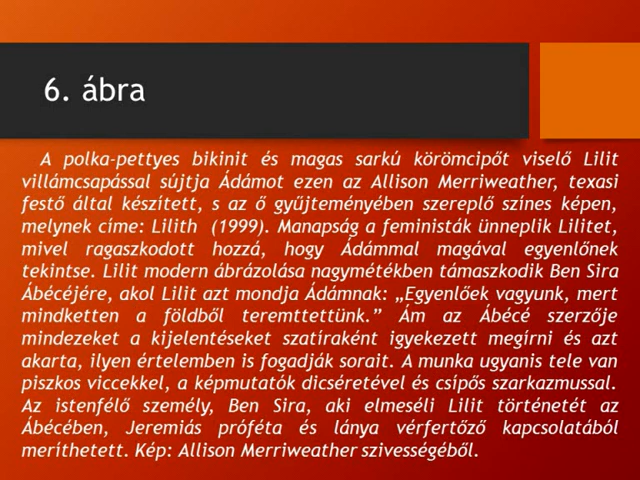 6. ábra
A polka-pettyes bikinit és magas sarkú körömcipőt viselő Lilit
villámcsapással sújtja Ádámot ezen az Allison Merriweather, texasi
festő által készített, s az ő gyűjteményében szereplő színes képen,
melynek címe: Lilith (1999). Manapság a feministák ünneplik Lilitet,
mivel ragaszkodott hozzá, hogy Ádámmal magával egyenlőnek
tekintse. Lilit modern ábrázolása nagymétékben támaszkodik Ben Sira
Ábécéjére, akol Lilit azt mondja Ádámnak: „Egyenlőek vagyunk, mert
mindketten a földből teremttettünk.” Ám az Ábécé szerzője
mindezeket a kijelentéseket szatíraként igyekezett megírni és azt
akarta, ilyen értelemben is fogadják sorait. A munka ugyanis tele van
piszkos viccekkel, a képmutatók dicséretével és csípős szarkazmussal.
Az istenfélő személy, Ben Sira, aki elmeséli Lilit történetét az
Ábécében, Jeremiás próféta és lánya vérfertőző kapcsolatából
meríthetett. Kép: Allison Merriweather szivességéből.